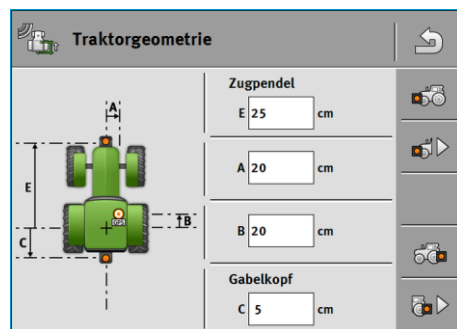 Traktorgeometrie
Zugpendel
E 25 cm
A 20 cm
B 20 cm
Gabelkopf
C 5 cm
A
E
GPS
B
C